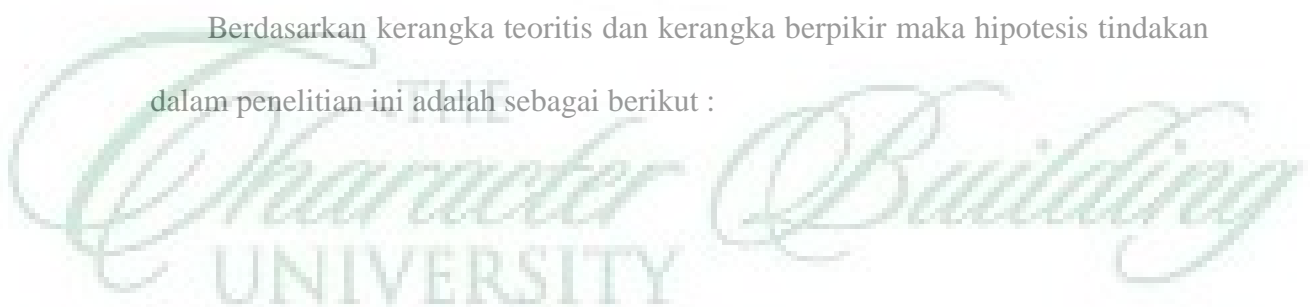 Berdasarkan kerangka teoritis dan kerangka berpikir maka hipotesis tindakan
dalam penelitian ini adalah sebagai berikut :
THE
Character Building
UNIVERSITY